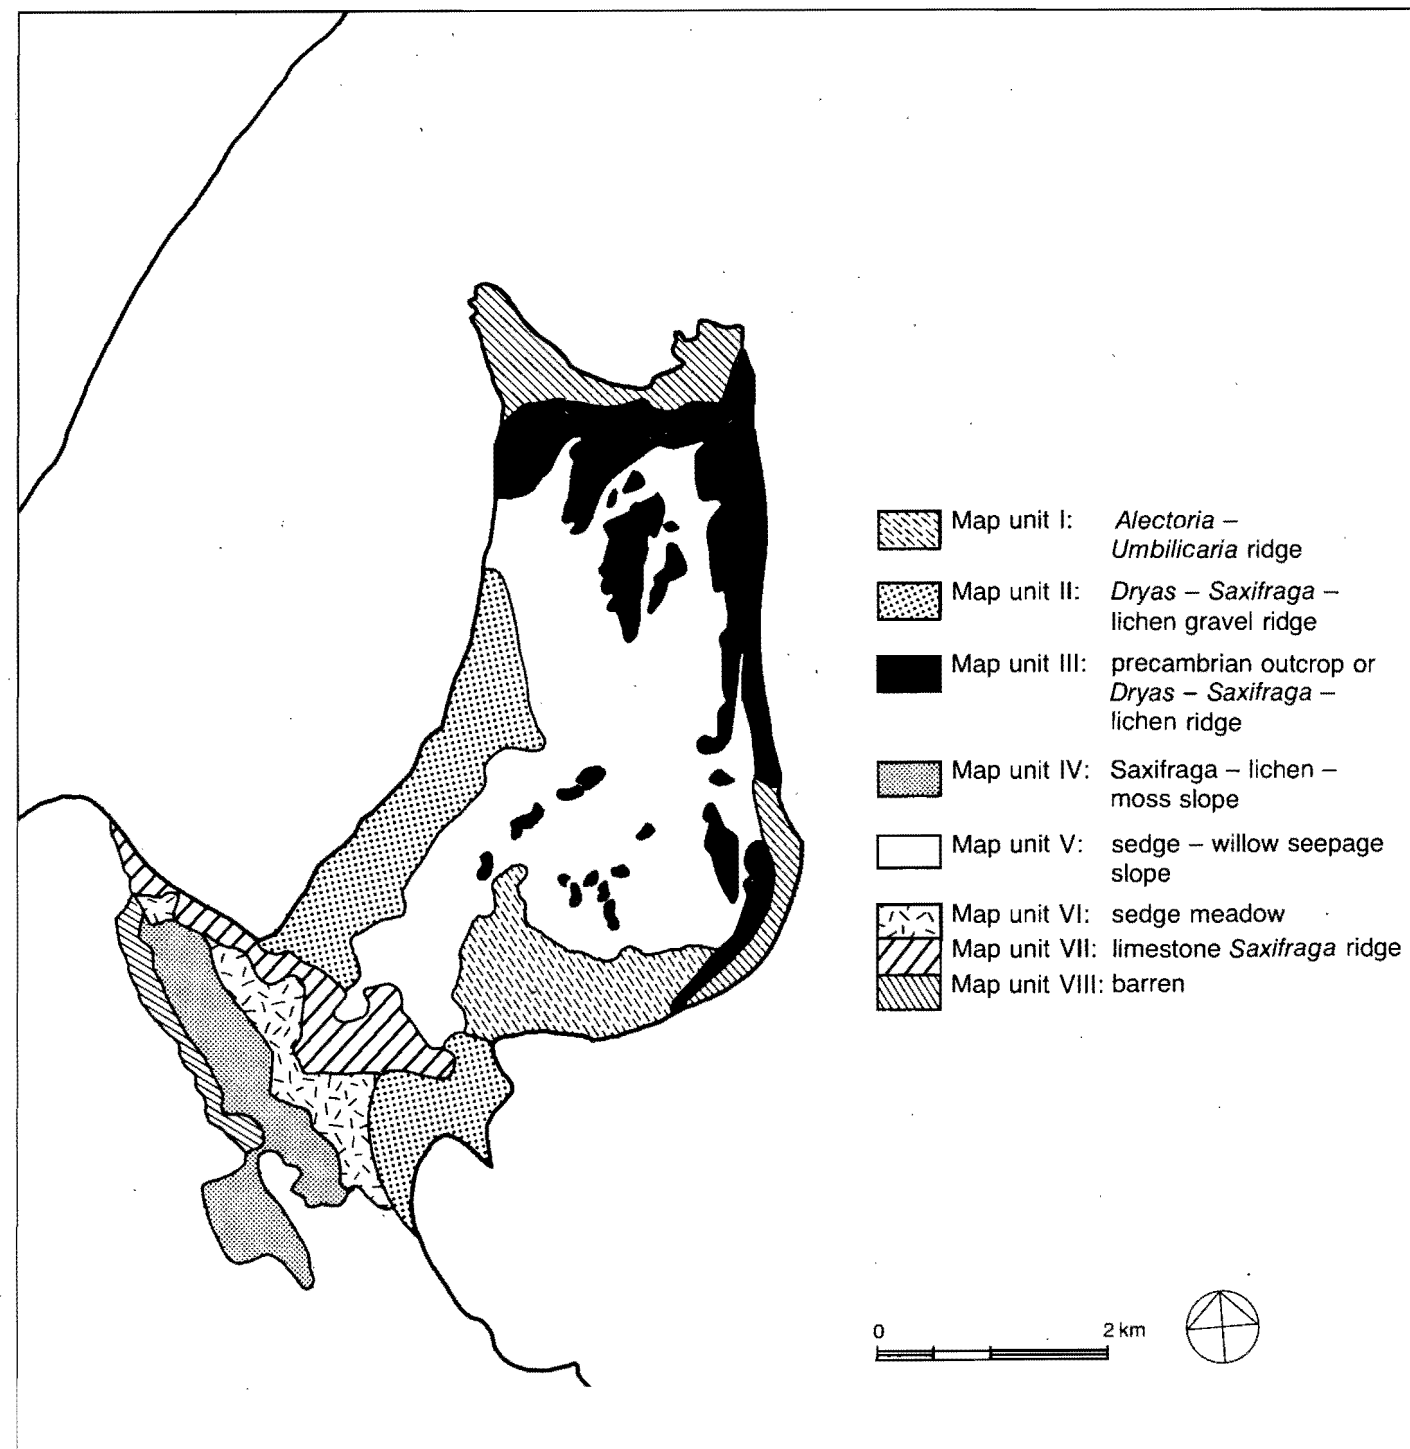 Map unit I: Alectoria –
Umbilicaria ridge
Map unit II: Dryas – Saxifraga –
lichen gravel ridge
Map unit III: precambrian outcrop or
Dryas – Saxifraga –
lichen ridge
Map unit IV: Saxifraga – lichen –
moss slope
Map unit V: sedge – willow seepage
slope
Map unit VI: sedge meadow
Map unit VII: limestone Saxifraga ridge
Map unit VIII: barren
0 2 km